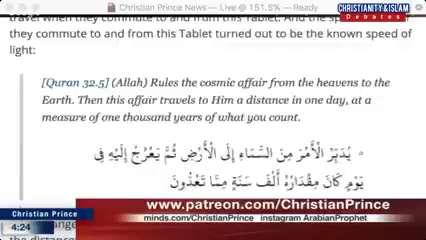 Christian Prince News — Live @ 151.5% — Ready
CHRISTIANITY & ISLAM
Debates
travel when they commute to and from this Tablet. And the
they commute to and from this Tablet turned out to be the known speed of
light:
[Quran 32.5] (Allah) Rules the cosmic affair from the heavens to the
Earth. Then this affair travels to Him a distance in one day, at a
measure of one thousand years of what you count.
يُدَبِّرُ الْأَمْرَ مِنَ السَّمَاءِ إِلَى الْأَرْضِ ثُمَّ يَعْرُجُ إِلَيْهِ فِي
يَوْمٍ كَانَ مِقْدَارُهُ أَلْفَ سَنَةٍ مِمَّا تَعُدُّونَ
www.patreon.com/ChristianPrince
Christian Prince
minds.com/ChristianPrince instagram ArabianProphet
4:24
the distance